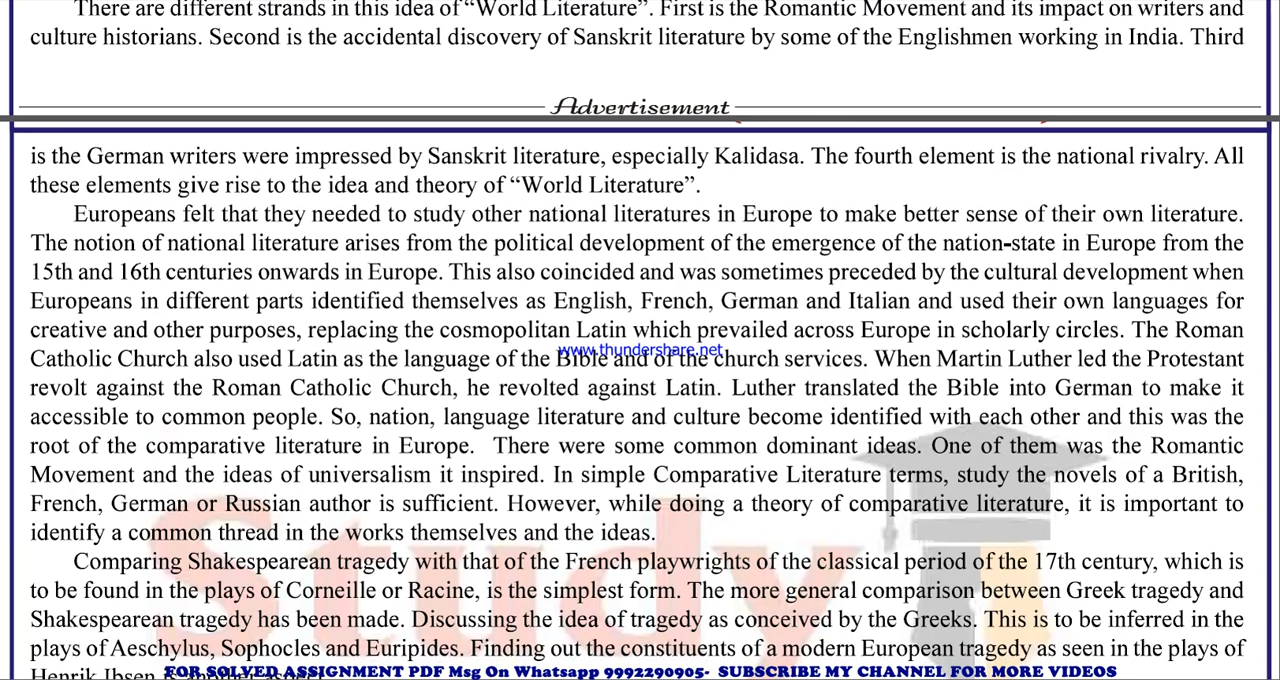 There are different strands in this idea of “World Literature”. First is the Romantic Movement and its impact on writers and
culture historians. Second is the accidental discovery of Sanskrit literature by some of the Englishmen working in India. Third
Advertisement
is the German writers were impressed by Sanskrit literature, especially Kalidasa. The fourth element is the national rivalry. All
these elements give rise to the idea and theory of “World Literature”.
Europeans felt that they needed to study other national literatures in Europe to make better sense of their own literature.
The notion of national literature arises from the political development of the emergence of the nation-state in Europe from the
15th and 16th centuries onwards in Europe. This also coincided and was sometimes preceded by the cultural development when
Europeans in different parts identified themselves as English, French, German and Italian and used their own languages for
creative and other purposes, replacing the cosmopolitan Latin which prevailed across Europe in scholarly circles. The Roman
www.thundershare.net
Catholic Church also used Latin as the language of the Bible and of the church services. When Martin Luther led the Protestant
revolt against the Roman Catholic Church, he revolted against Latin. Luther translated the Bible into German to make it
accessible to common people. So, nation, language literature and culture become identified with each other and this was the
root of the comparative literature in Europe. There were some common dominant ideas. One of them was the Romantic
Movement and the ideas of universalism it inspired. In simple Comparative Literature terms, study the novels of a British,
French, German or Russian author is sufficient. However, while doing a theory of comparative literature, it is important to
identify a common thread in the works themselves and the ideas.
Comparing Shakespearean tragedy with that of the French playwrights of the classical period of the 17th century, which is
to be found in the plays of Corneille or Racine, is the simplest form. The more general comparison between Greek tragedy and
Shakespearean tragedy has been made. Discussing the idea of tragedy as conceived by the Greeks. This is to be inferred in the
plays of Aeschylus, Sophocles and Euripides. Finding out the constituents of a modern European tragedy as seen in the plays of
Henrik Ibsen is another aspect.
FOR SOLVED ASSIGNMENT PDF Msg On Whatsapp 9992290905- SUBSCRIBE MY CHANNEL FOR MORE VIDEOS
Study